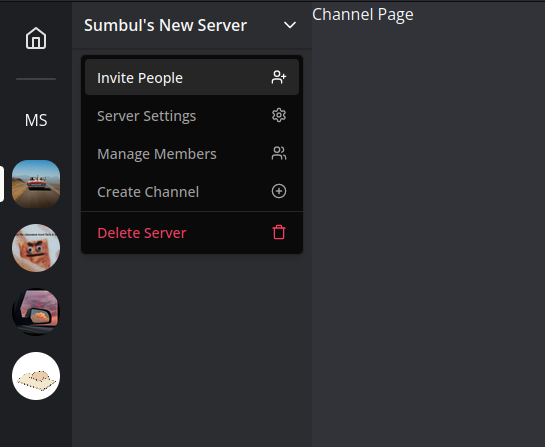 Sumbul's New Server
Channel Page
Invite People
Server Settings
MS
Manage Members
Create Channel
Delete Server